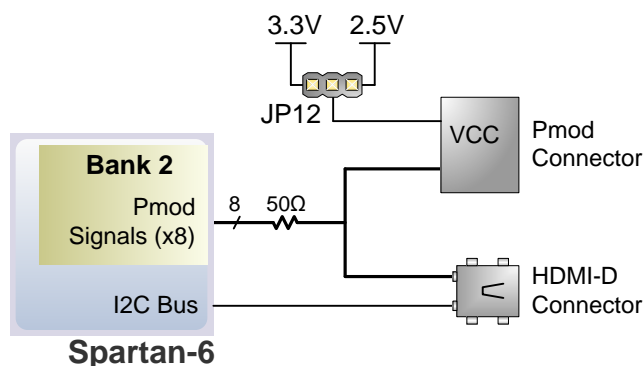 3.3V 2.5V
JP12
VCC
Pmod
Connector
Bank 2
Pmod
Signals (x8)
8 50Ω
HDMI-D
Connector
I2C Bus
Spartan-6